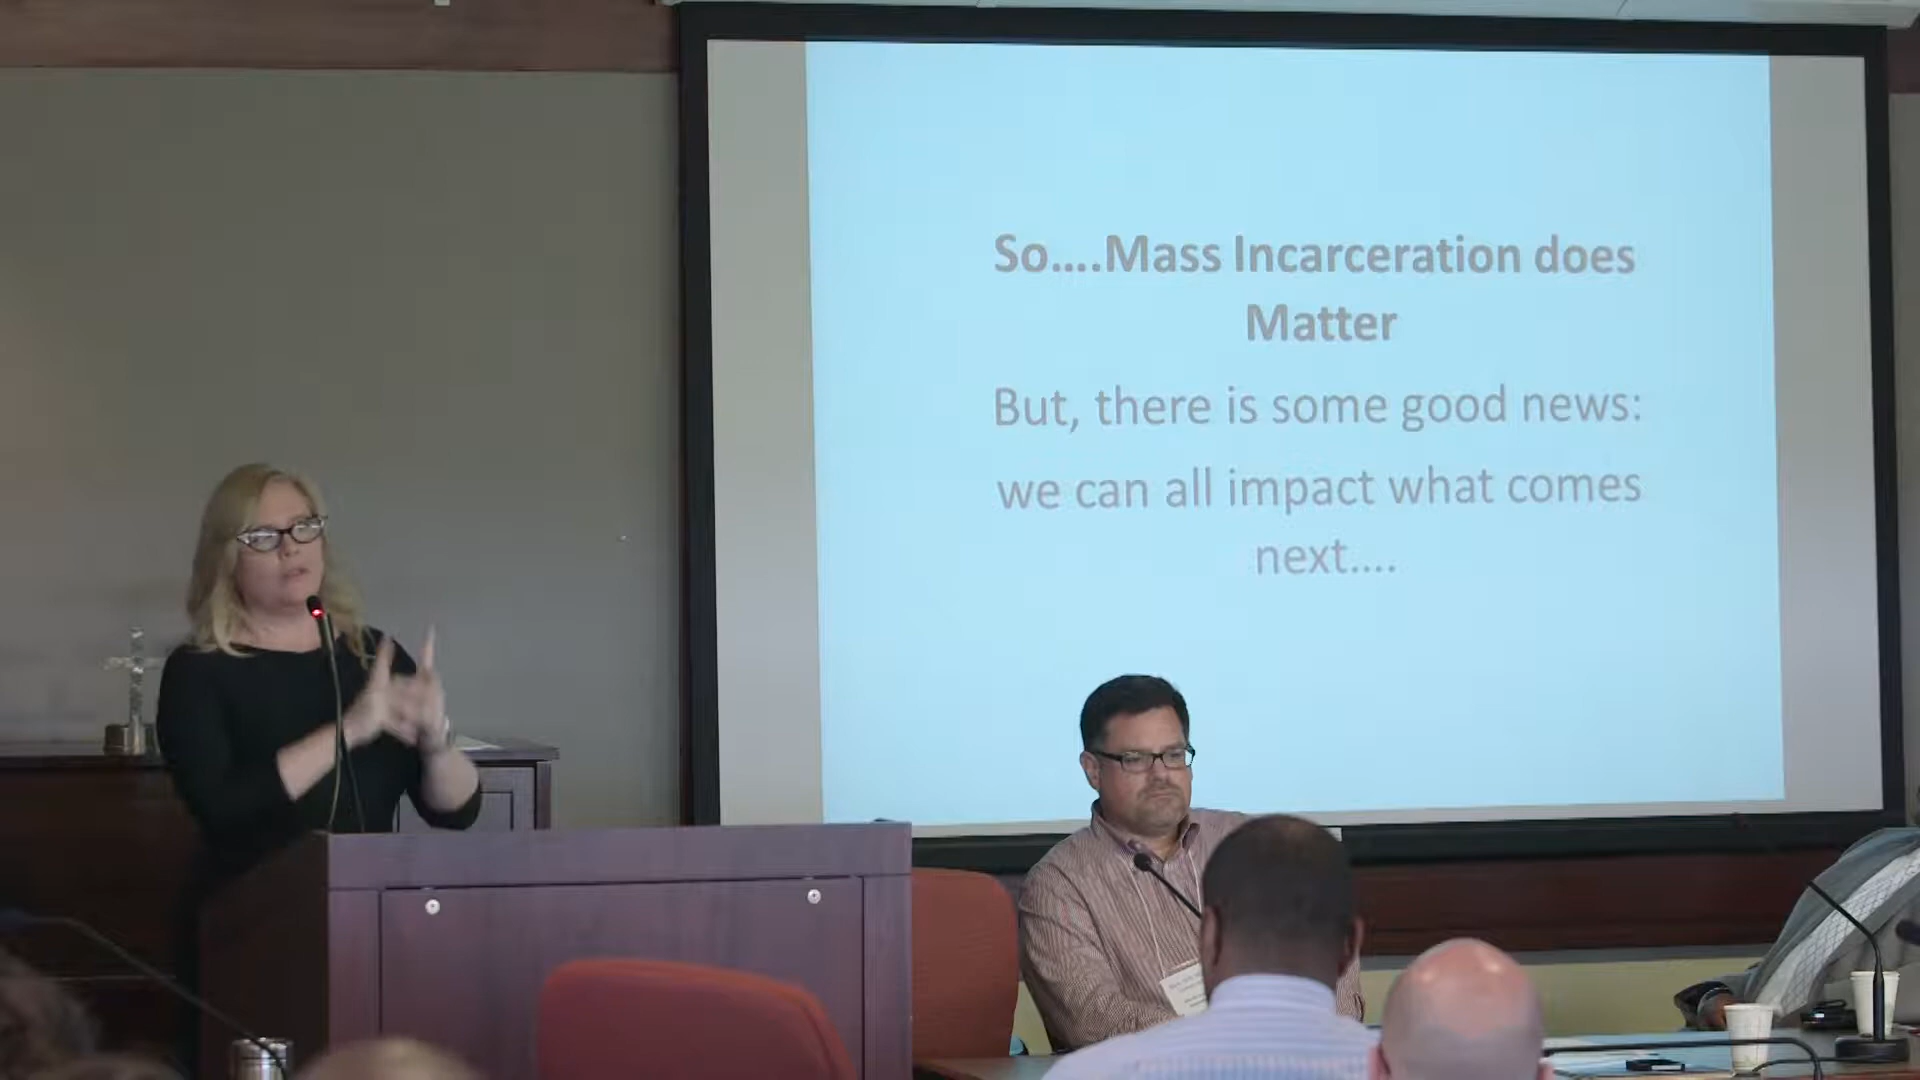 So....Mass Incarceration does
Matter
But, there is some good news:
we can all impact what comes
next....